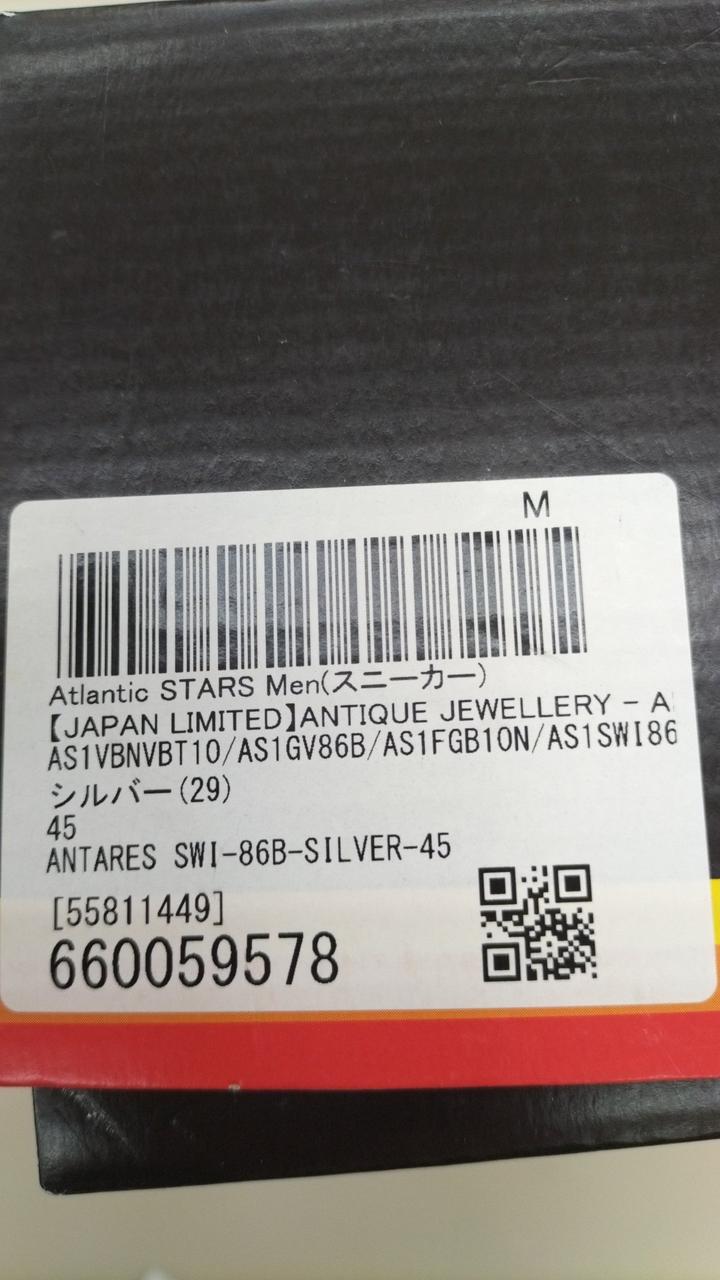 M
Atlantic STARS Men(スニーカー)
【JAPAN LIMITED】ANTIQUE JEWELLERY - A
AS1VBNVBT10/AS1GV86B/AS1FGB10N/AS1SWI86
シルバー(29)
45
ANTARES SWI-86B-SILVER-45
[55811449]
660059578